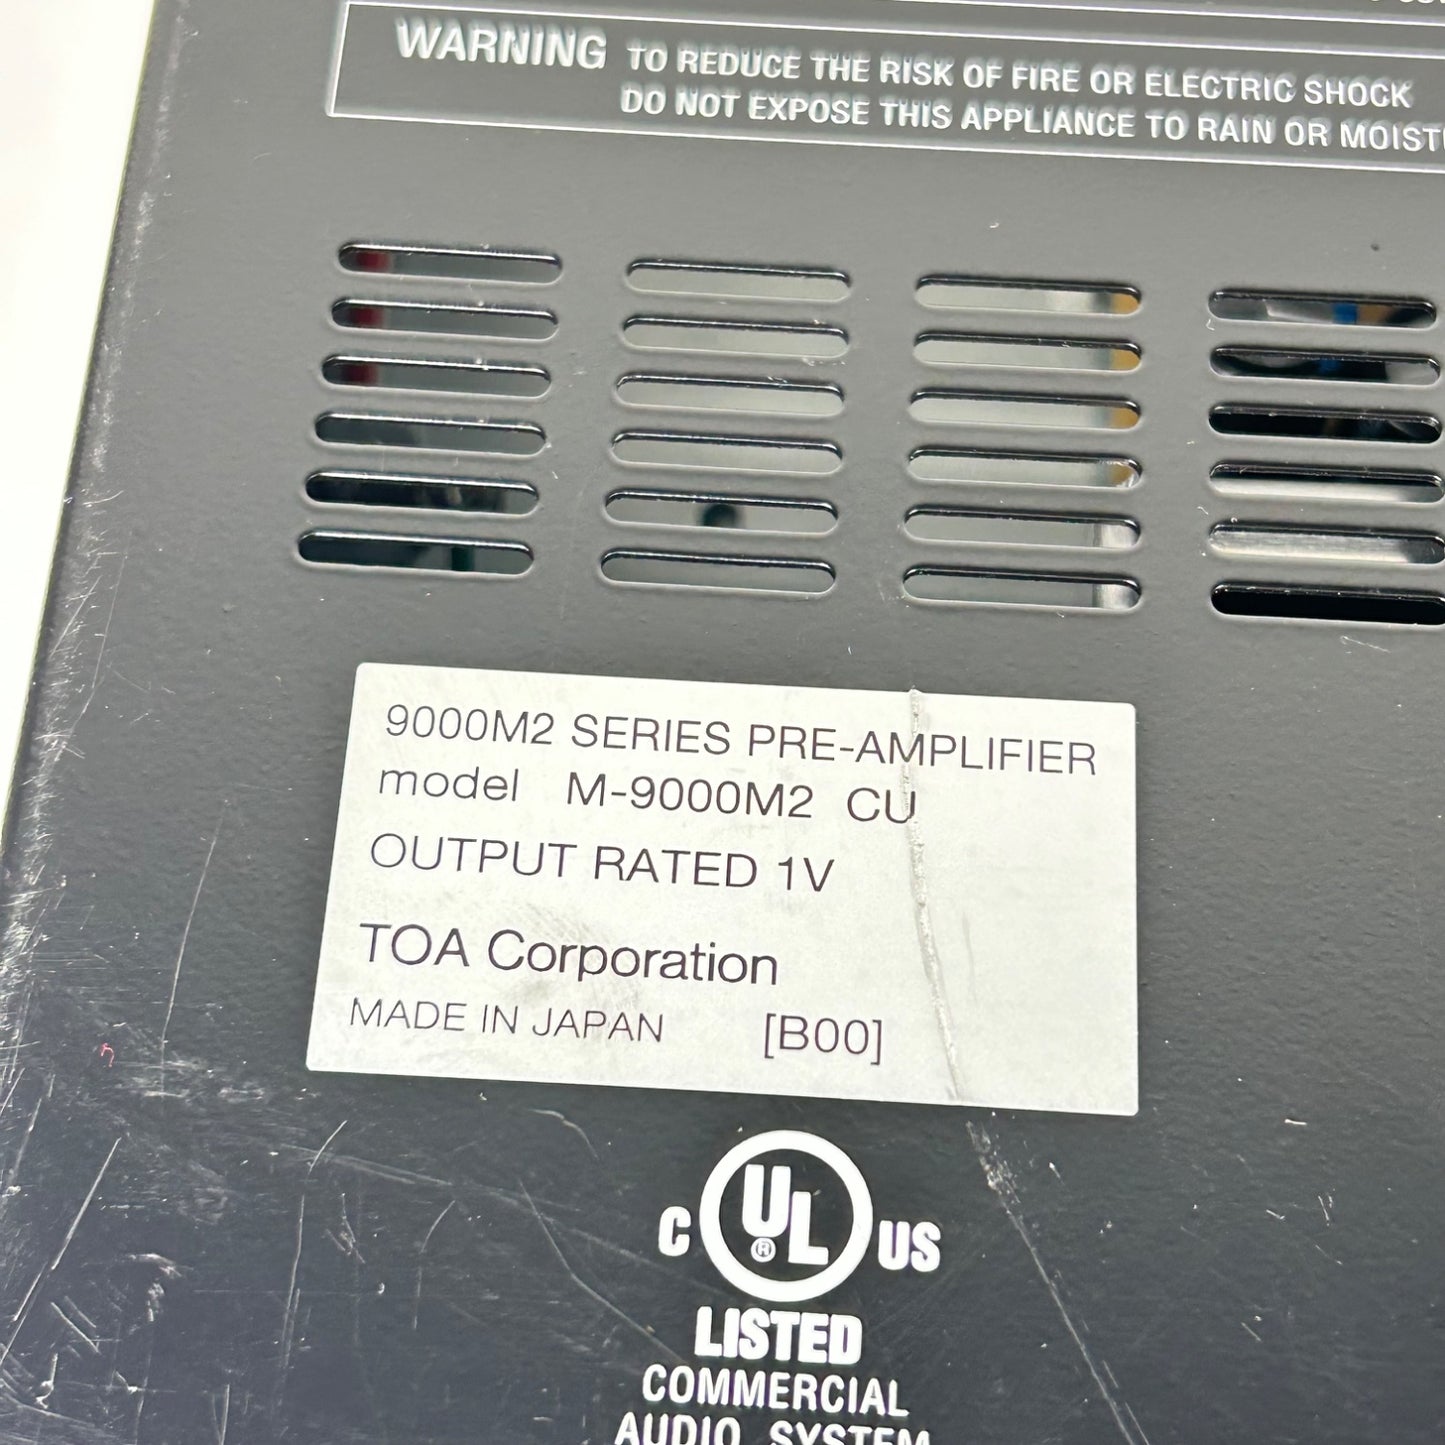 WARNING TO REDUCE THE RISK OF FIRE OR ELECTRIC SHOCK
DO NOT EXPOSE THIS APPLIANCE TO RAIN OR
9000M2 SERIES PRE-AMPLIFIER
model M-9000M2 CU
OUTPUT RATED 1V
TOA Corporation
MADE IN JAPAN [B00]
C UL ® US
LISTED
COMMERCIAL
AUDIO SYSTEM